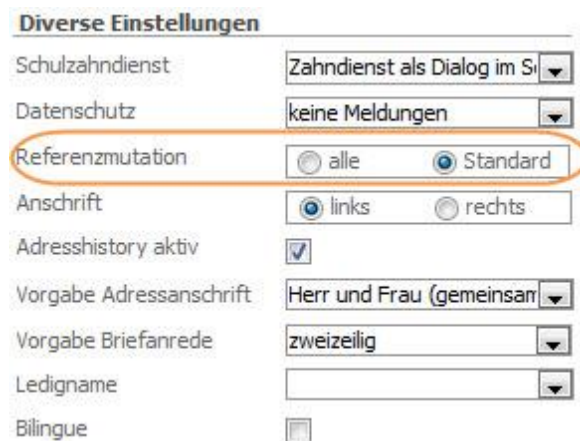 Diverse Einstellungen
Schulzahndienst Zahndienst als Dialog im
Datenschutz keine Meldungen
Referenzmutation alle Standard
Anschrift links rechts
Adresshistory aktiv
Vorgabe Adressanschrift Herr und Frau (gemeinsam
Vorgabe Briefanrede zweizeilig
Ledigname
Bilingue